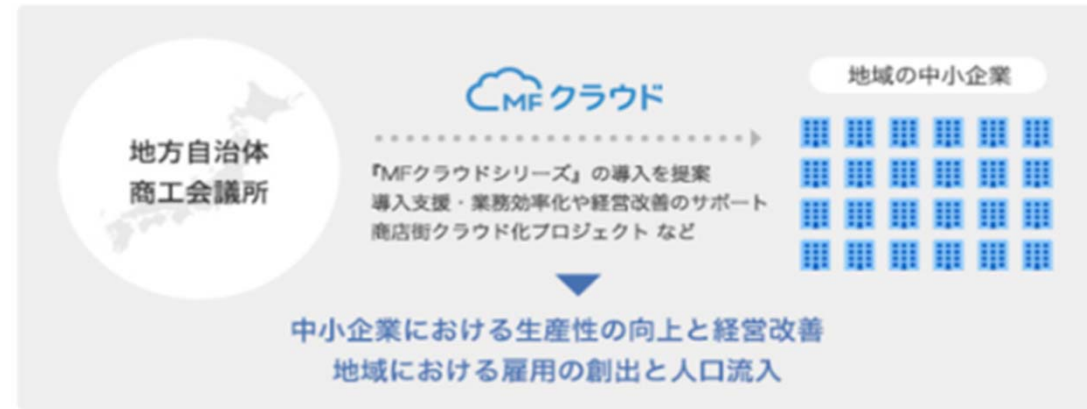 地方自治体
商工会議所
MFクラウド
『MFクラウドシリーズ』の導入を提案
導入支援・業務効率化や経営改善のサポート
商店街クラウド化プロジェクト など
地域の中小企業
中小企業における生産性の向上と経営改善
地域における雇用の創出と人口流入